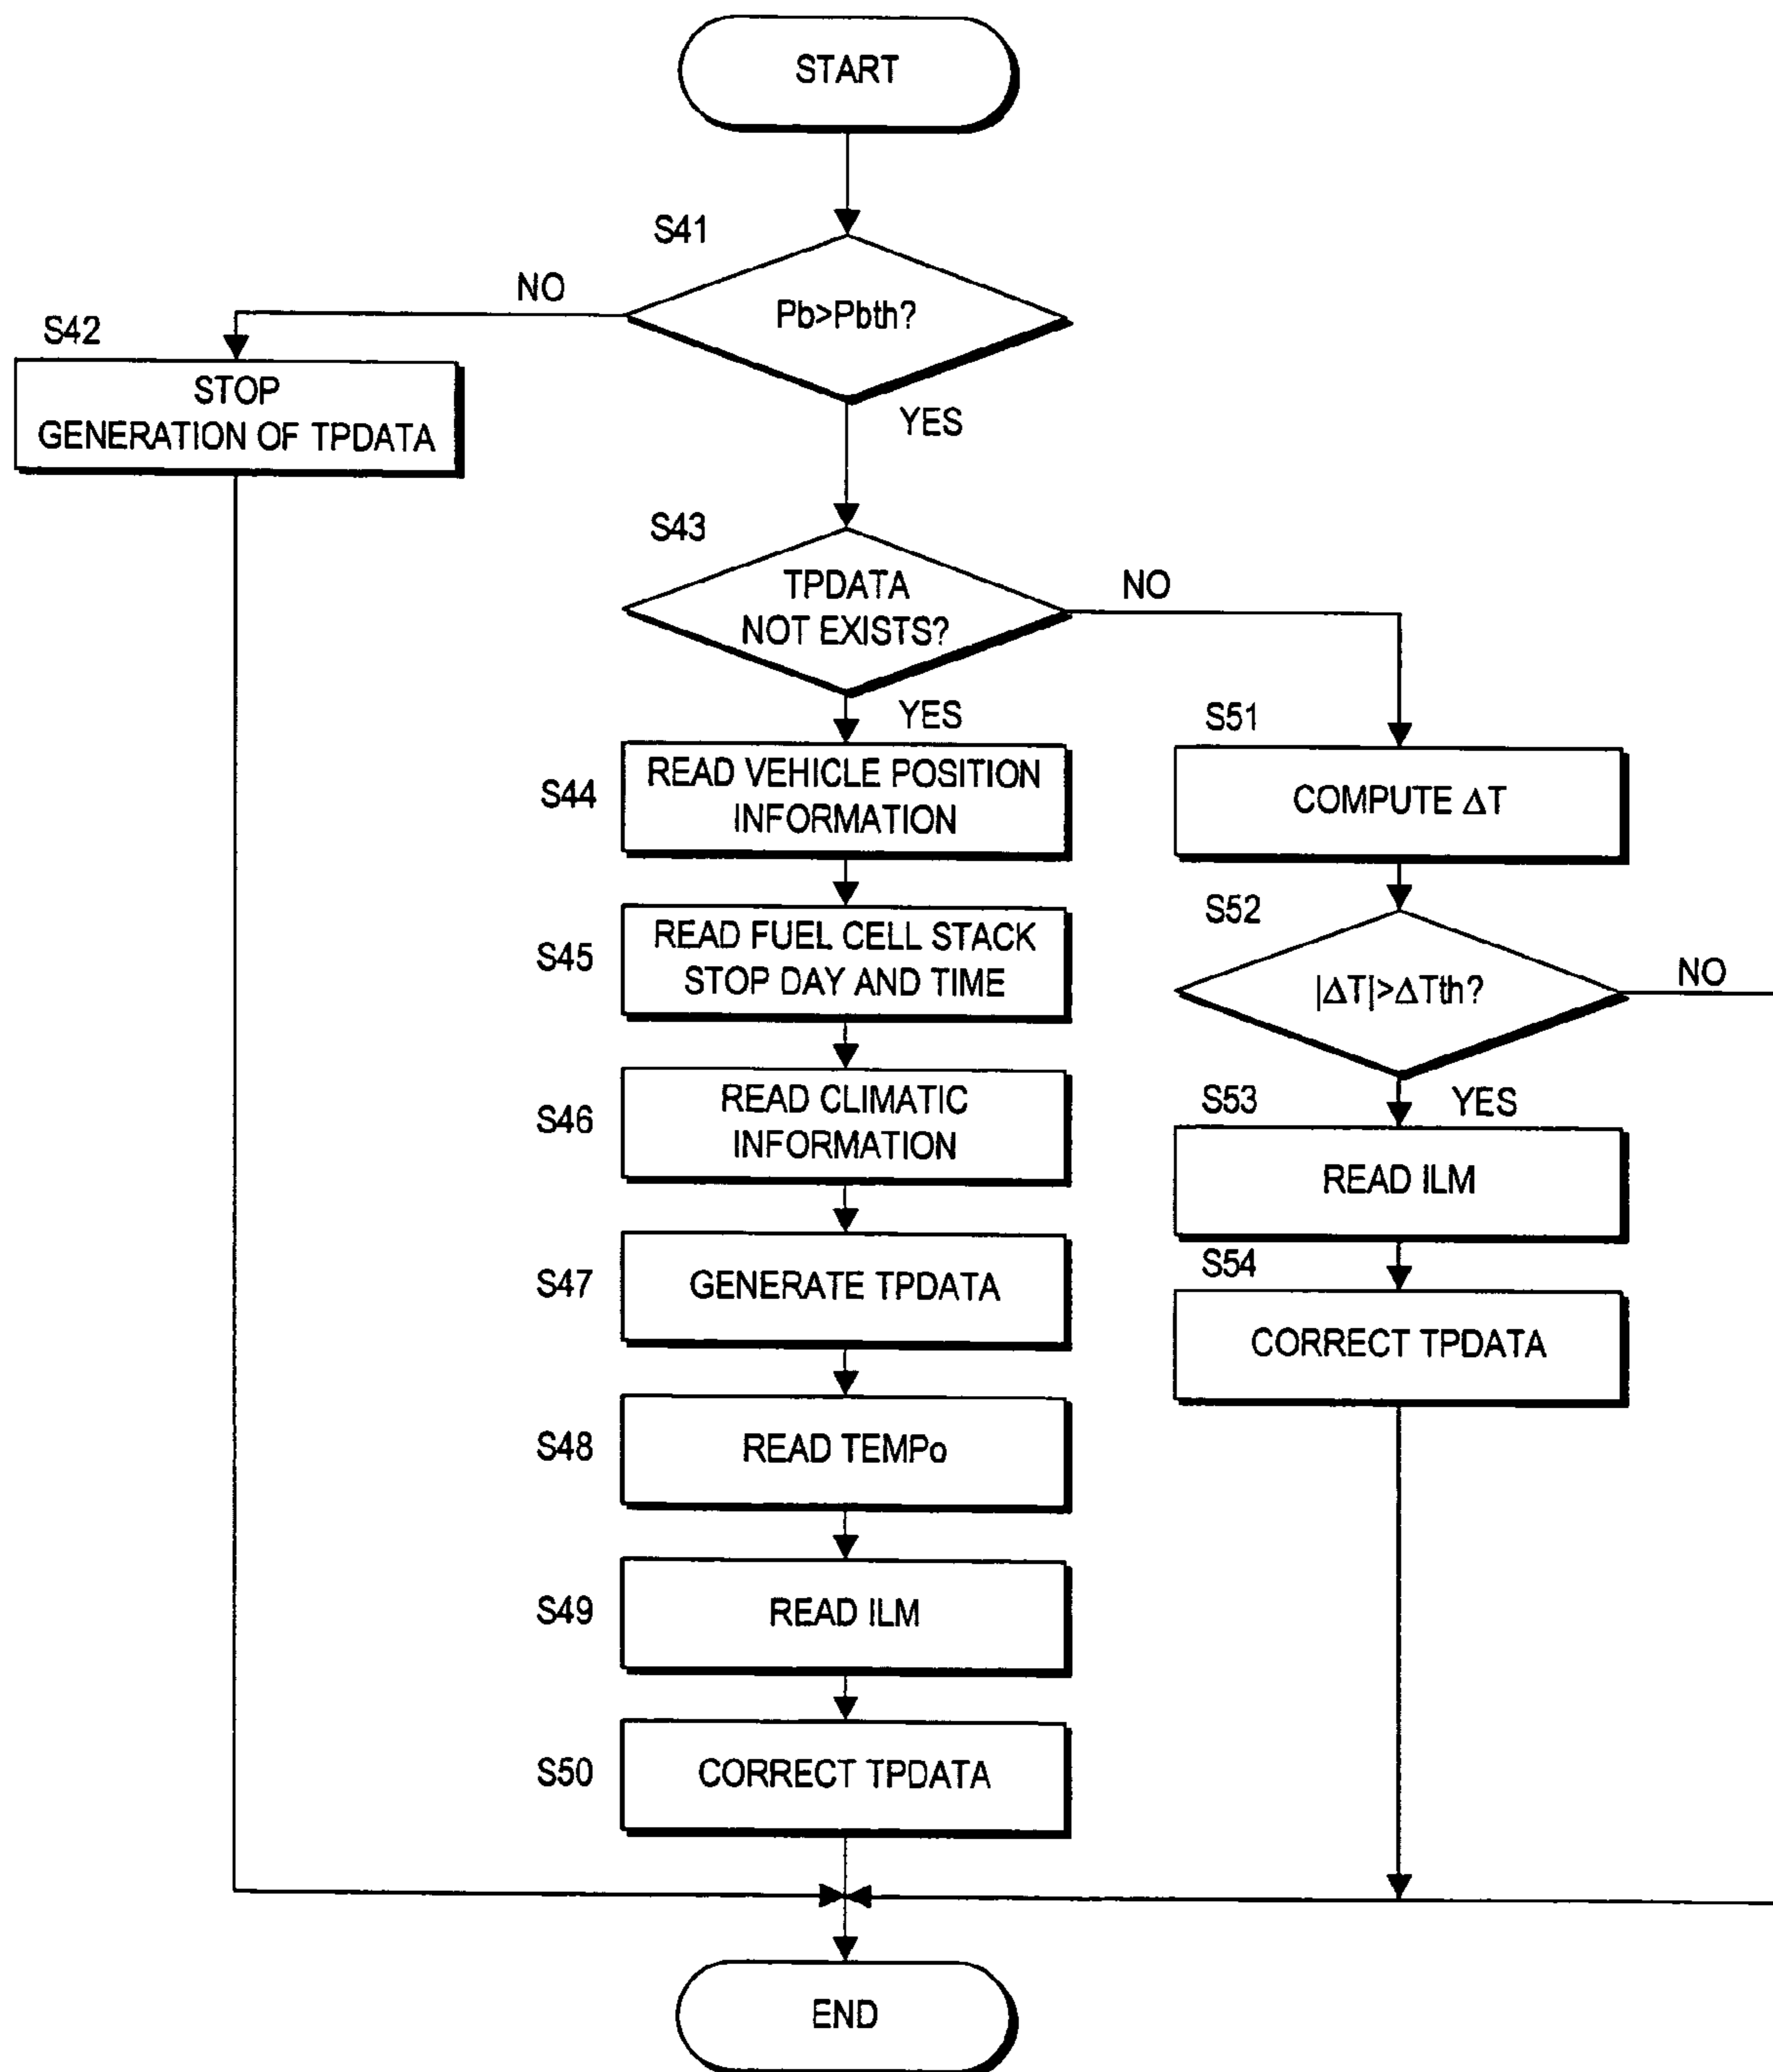 START
S41
Pb>Pbth?
NO
YES
S42
STOP
GENERATION OF TPDATA
S43
TPDATA
NOT EXISTS?
NO
YES
S44
READ VEHICLE POSITION
INFORMATION
S45
READ FUEL CELL STACK
STOP DAY AND TIME
S46
READ CLIMATIC
INFORMATION
S47
GENERATE TPDATA
S48
READ TEMPo
S49
READ ILM
S50
CORRECT TPDATA
S51
COMPUTE ΔT
S52
|ΔT|>ΔTth?
NO
YES
S53
READ ILM
S54
CORRECT TPDATA
END